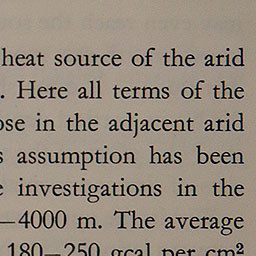 heat source of the arid
. Here all terms of the
ose in the adjacent arid
s assumption has been
e investigations in the
—4000 m. The average
180—250 gcal per cm²